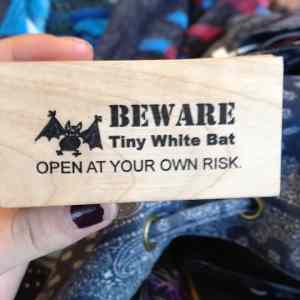 BEWARE
Tiny White Bat
OPEN AT YOUR OWN RISK.